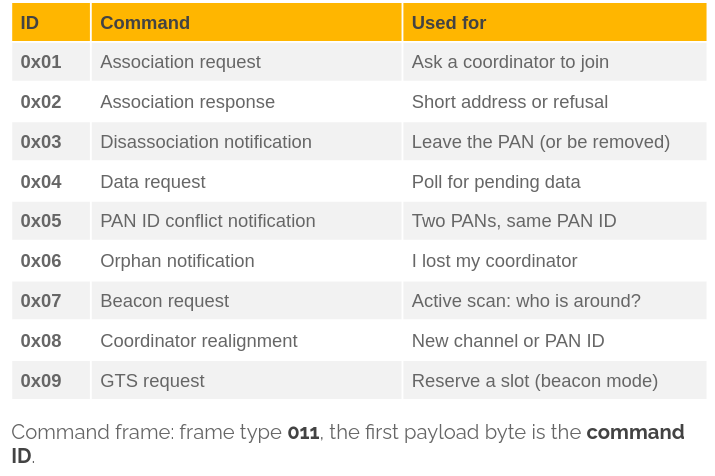 ID Command Used for
0x01 Association request Ask a coordinator to join
0x02 Association response Short address or refusal
0x03 Disassociation notification Leave the PAN (or be removed)
0x04 Data request Poll for pending data
0x05 PAN ID conflict notification Two PANs, same PAN ID
0x06 Orphan notification I lost my coordinator
0x07 Beacon request Active scan: who is around?
0x08 Coordinator realignment New channel or PAN ID
0x09 GTS request Reserve a slot (beacon mode)
Command frame: frame type 011, the first payload byte is the command
ID.